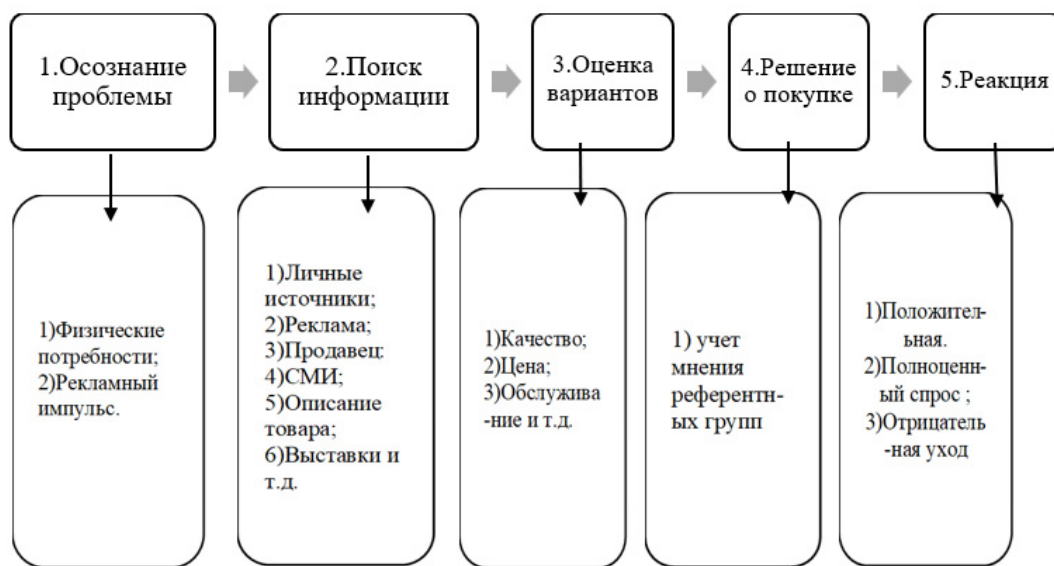 1.Осознание
проблемы
2.Поиск
информации
3.Оценка
вариантов
4.Решение
о покупке
5.Реакция
1)Физические
потребности;
2)Рекламный
импульс.
1)Личные
источники;
2)Реклама;
3)Продавец:
4)СМИ;
5)Описание
товара;
6)Выставки и
т.д.
1)Качество;
2)Цена;
3)Обслужива
-ние и т.д.
1) учет
мнения
референтн-
ых групп
1)Положитель-
ная.
2)Полноценн-
ый спрос ;
3)Отрицатель
-ная уход